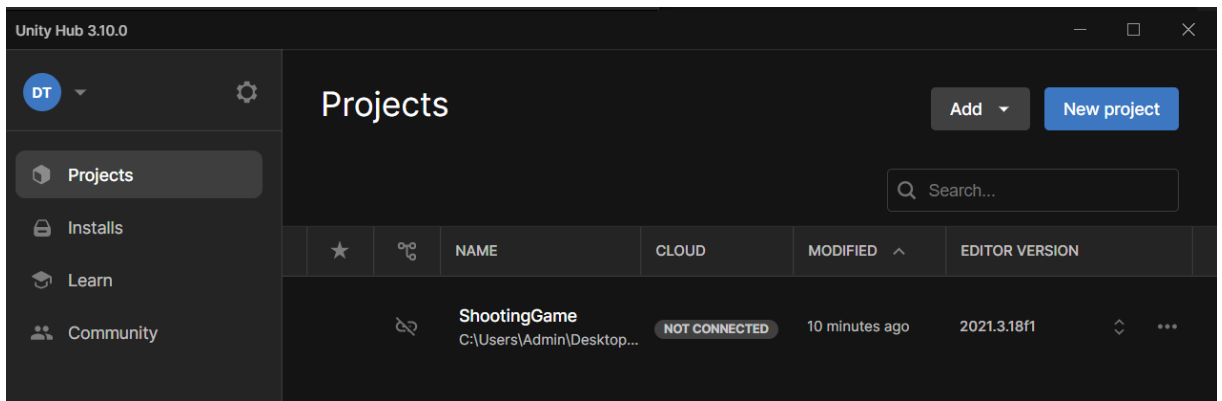 Unity Hub 3.10.0
DT
Projects
Add
New project
Projects
Search...
Installs
NAME
CLOUD
MODIFIED
EDITOR VERSION
Learn
ShootingGame
C:\Users\Admin\Desktop...
NOT CONNECTED
10 minutes ago
2021.3.18f1
Community